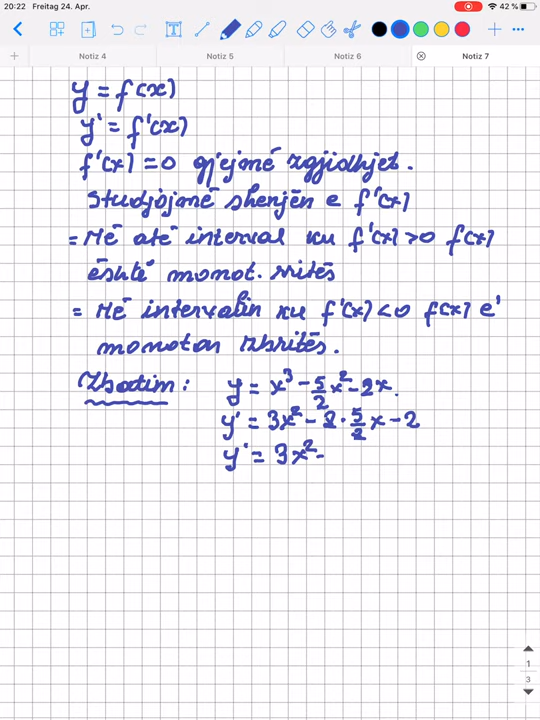 20:22 Freitag 24. Apr. 42 %
Notiz 4 Notiz 5 Notiz 6 Notiz 7
y = f(x)
y' = f'(x)
f'(x) = 0 gjejmë zgjidhjet.
Studjojmë shenjën e f'(x)
= Në atë interval ku f'(x) > 0 f(x)
është monot. rritës
= Në intervalin ku f'(x) < 0 f(x) e'
monoton zbritës.
Zbatim : y = x³ - 5/2 x² - 2x.
y' = 3x² - 2 · 5/2 x - 2
y' = 3x² -
1
3